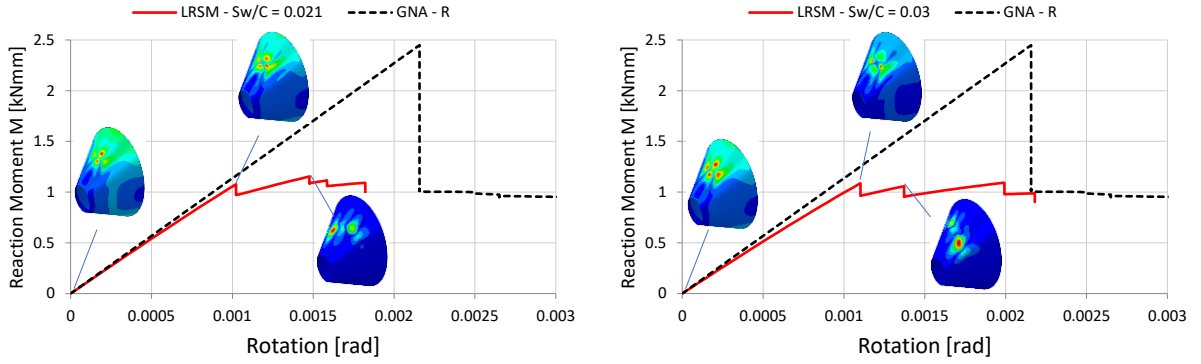 LRSM - Sw/C = 0.021 GNA - R
Reaction Moment M [kNmm]
2.5
2
1.5
1
0.5
0
0 0.0005 0.001 0.0015 0.002 0.0025 0.003
Rotation [rad]
LRSM - Sw/C = 0.03 GNA - R
Reaction Moment M [kNmm]
2.5
2
1.5
1
0.5
0
0 0.0005 0.001 0.0015 0.002 0.0025 0.003
Rotation [rad]